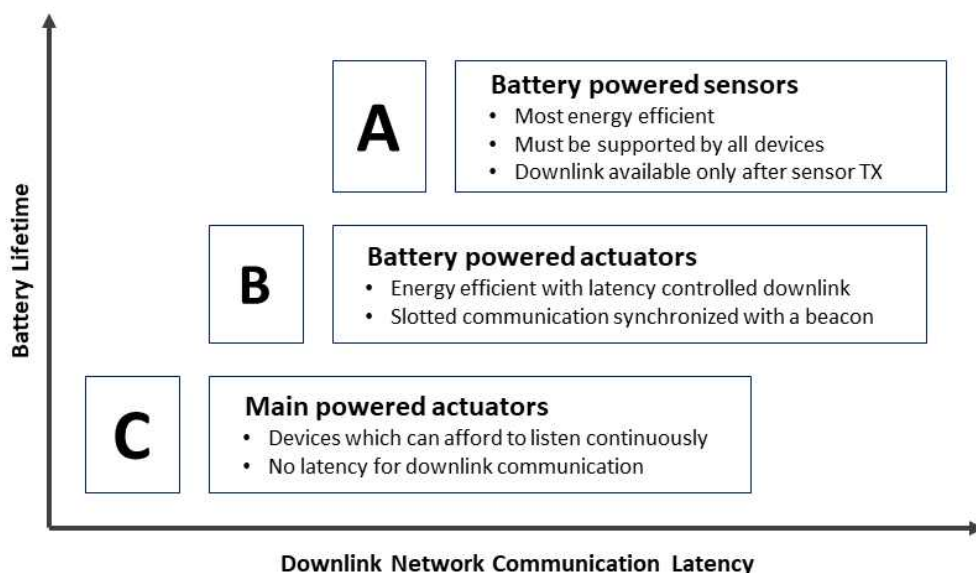 Battery Lifetime
A
Battery powered sensors
• Most energy efficient
• Must be supported by all devices
• Downlink available only after sensor TX
B
Battery powered actuators
• Energy efficient with latency controlled downlink
• Slotted communication synchronized with a beacon
C
Main powered actuators
• Devices which can afford to listen continuously
• No latency for downlink communication
Downlink Network Communication Latency